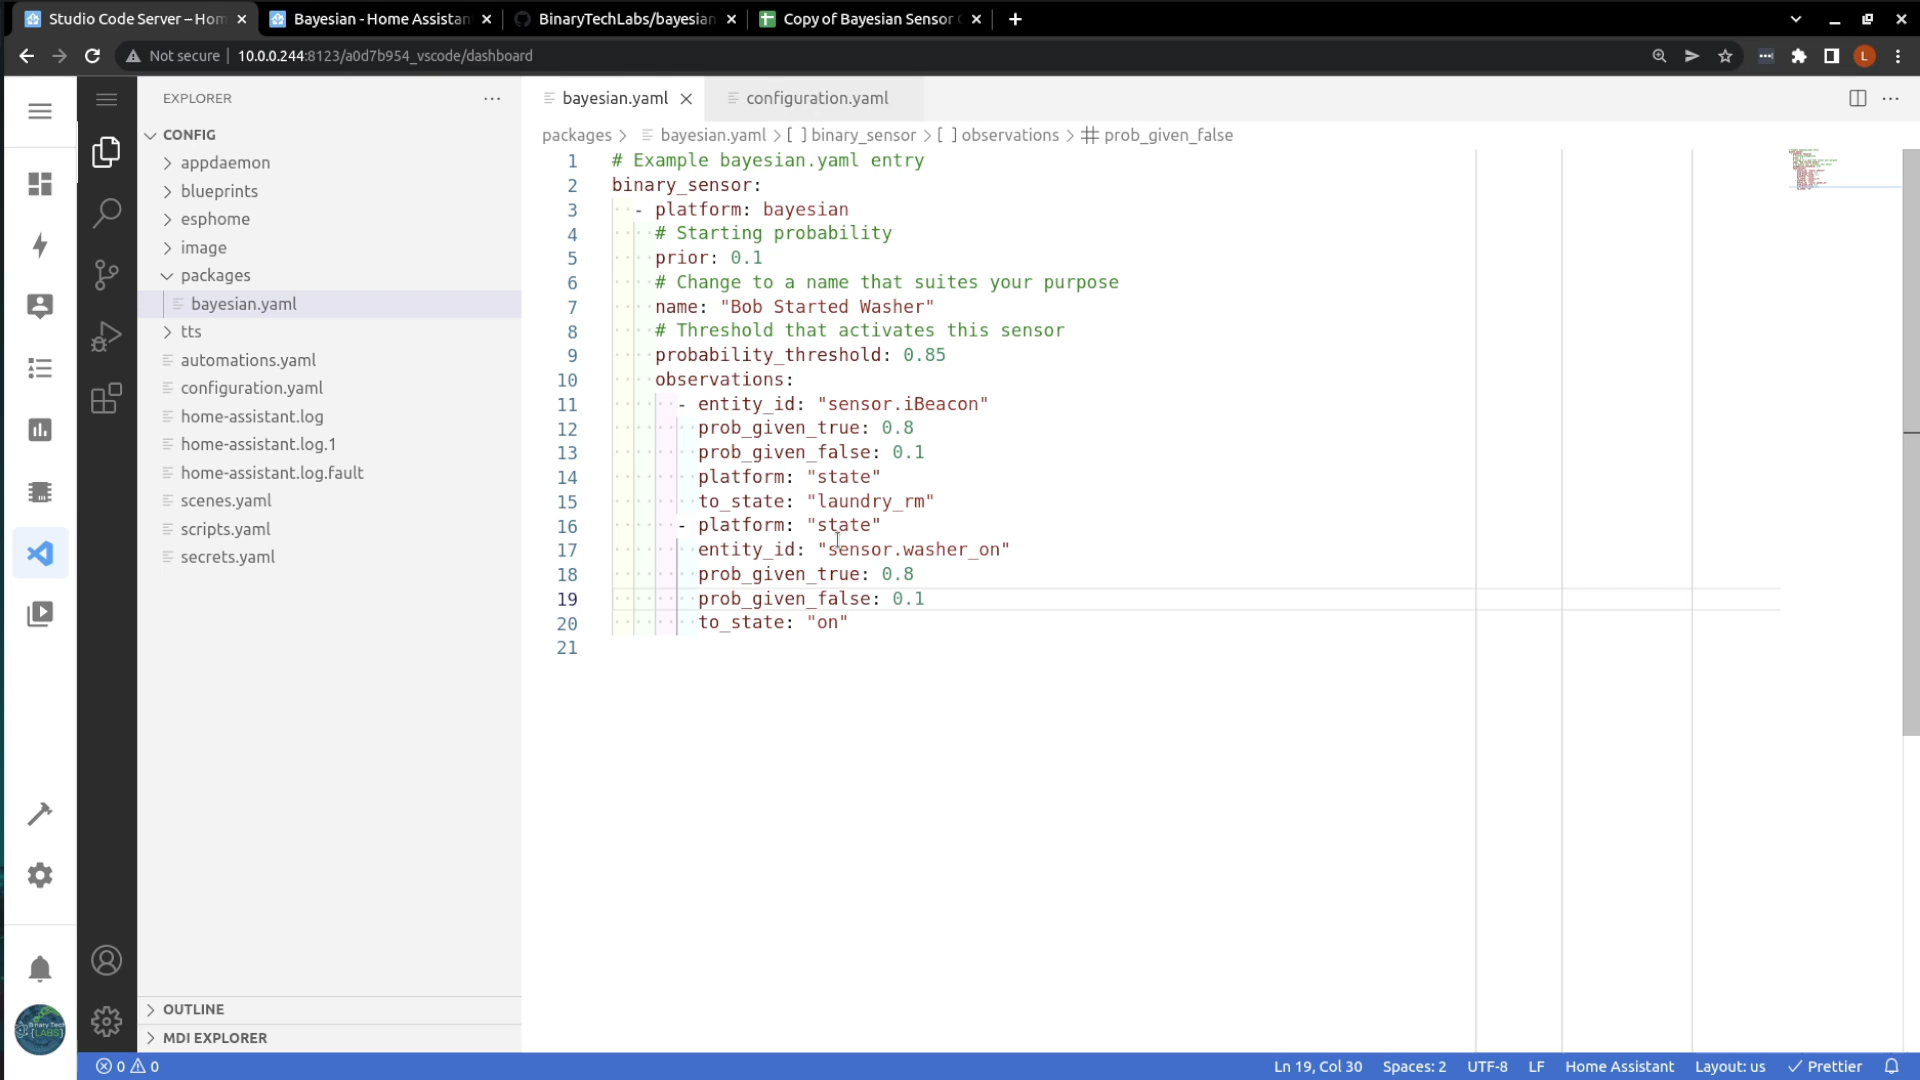 Studio Code Server – Hom
Bayesian - Home Assistan
BinaryTechLabs/bayesian
Copy of Bayesian Sensor
Not secure
10.0.0.244:8123/a0d7b954_vscode/dashboard
L
EXPLORER
CONFIG
appdaemon
blueprints
esphome
image
packages
bayesian.yaml
tts
automations.yaml
configuration.yaml
home-assistant.log
home-assistant.log.1
home-assistant.log.fault
scenes.yaml
scripts.yaml
secrets.yaml
OUTLINE
MDI EXPLORER
bayesian.yaml
configuration.yaml
packages > bayesian.yaml > [ ] binary_sensor > [ ] observations > prob_given_false
1 # Example bayesian.yaml entry
2 binary_sensor:
3 - platform: bayesian
4 # Starting probability
5 prior: 0.1
6 # Change to a name that suites your purpose
7 name: "Bob Started Washer"
8 # Threshold that activates this sensor
9 probability_threshold: 0.85
10 observations:
11 - entity_id: "sensor.iBeacon"
12 prob_given_true: 0.8
13 prob_given_false: 0.1
14 platform: "state"
15 to_state: "laundry_rm"
16 - platform: "state"
17 entity_id: "sensor.washer_on"
18 prob_given_true: 0.8
19 prob_given_false: 0.1
20 to_state: "on"
21
Binary Tech
{LABS}
0 0
Ln 19, Col 30
Spaces: 2
UTF-8
LF
Home Assistant
Layout: us
Prettier